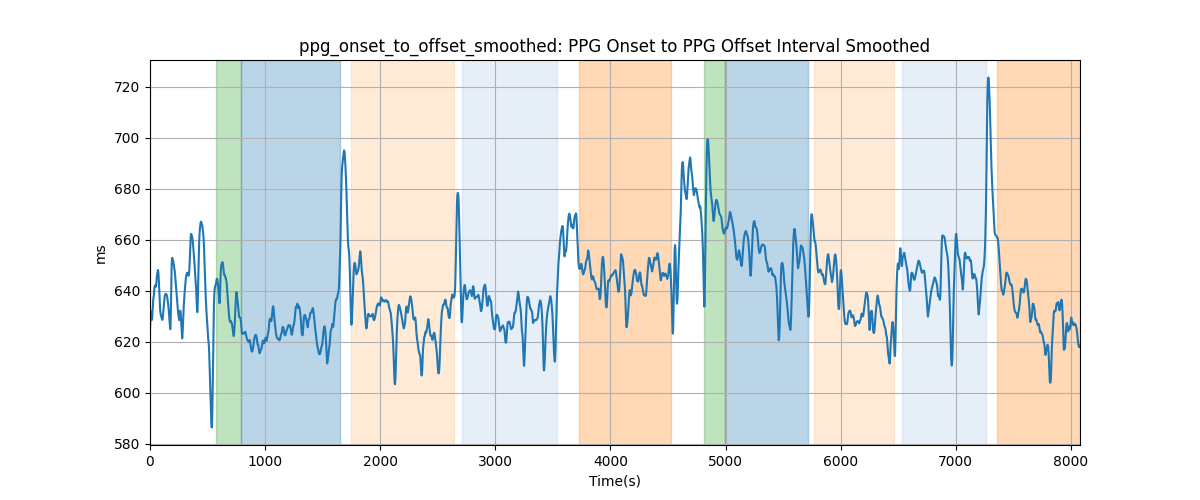 ppg_onset_to_offset_smoothed: PPG Onset to PPG Offset Interval Smoothed
720
700
680
660
640
620
600
580
ms
0 1000 2000 3000 4000 5000 6000 7000 8000
Time(s)